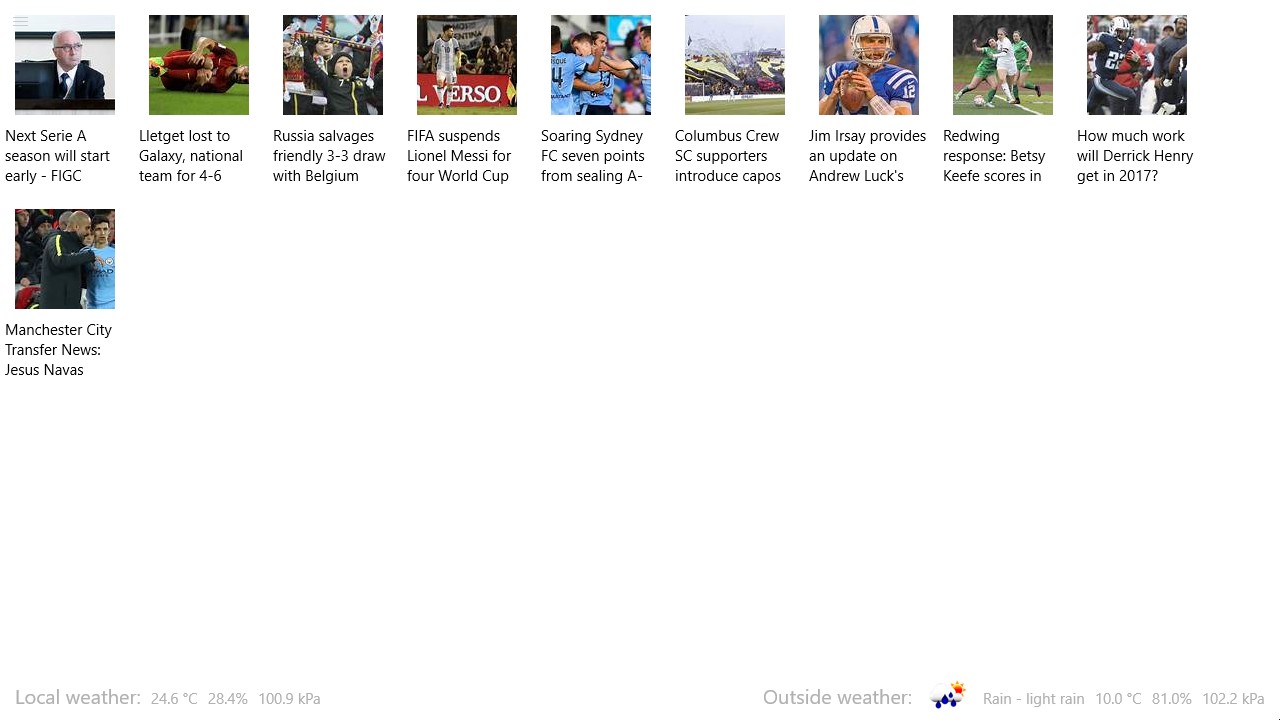 Next Serie A
season will start
early - FIGC
Lletget lost to
Galaxy, national
team for 4-6
Russia salvages
friendly 3-3 draw
with Belgium
FIFA suspends
Lionel Messi for
four World Cup
Soaring Sydney
FC seven points
from sealing A-
Columbus Crew
SC supporters
introduce capos
Jim Irsay provides
an update on
Andrew Luck's
Redwing
response: Betsy
Keefe scores in
How much work
will Derrick Henry
get in 2017?
Manchester City
Transfer News:
Jesus Navas
Local weather: 24.6 °C 28.4% 100.9 kPa
Outside weather: Rain - light rain 10.0 °C 81.0% 102.2 kPa